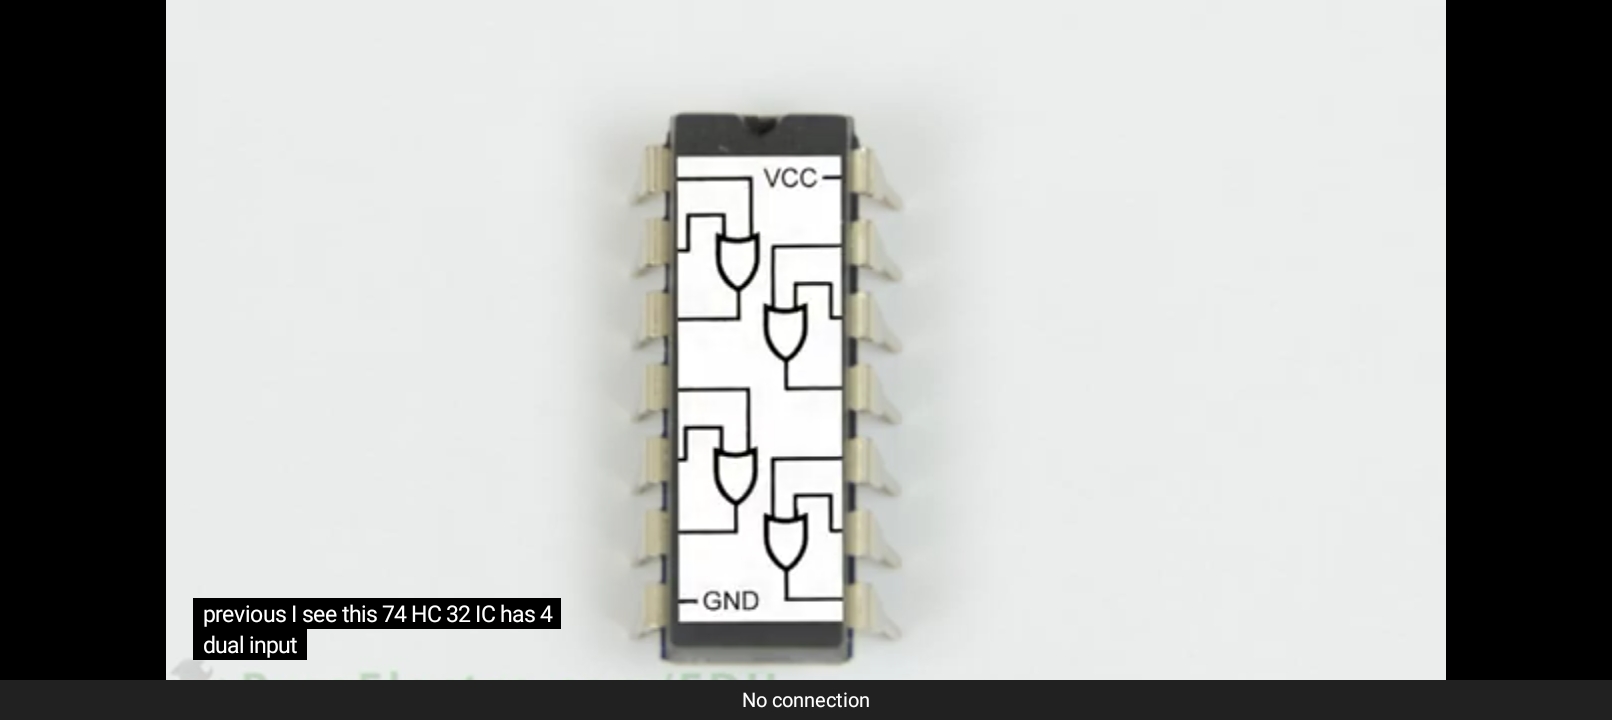 VCC
GND
previous I see this 74 HC 32 IC has 4
dual input
No connection